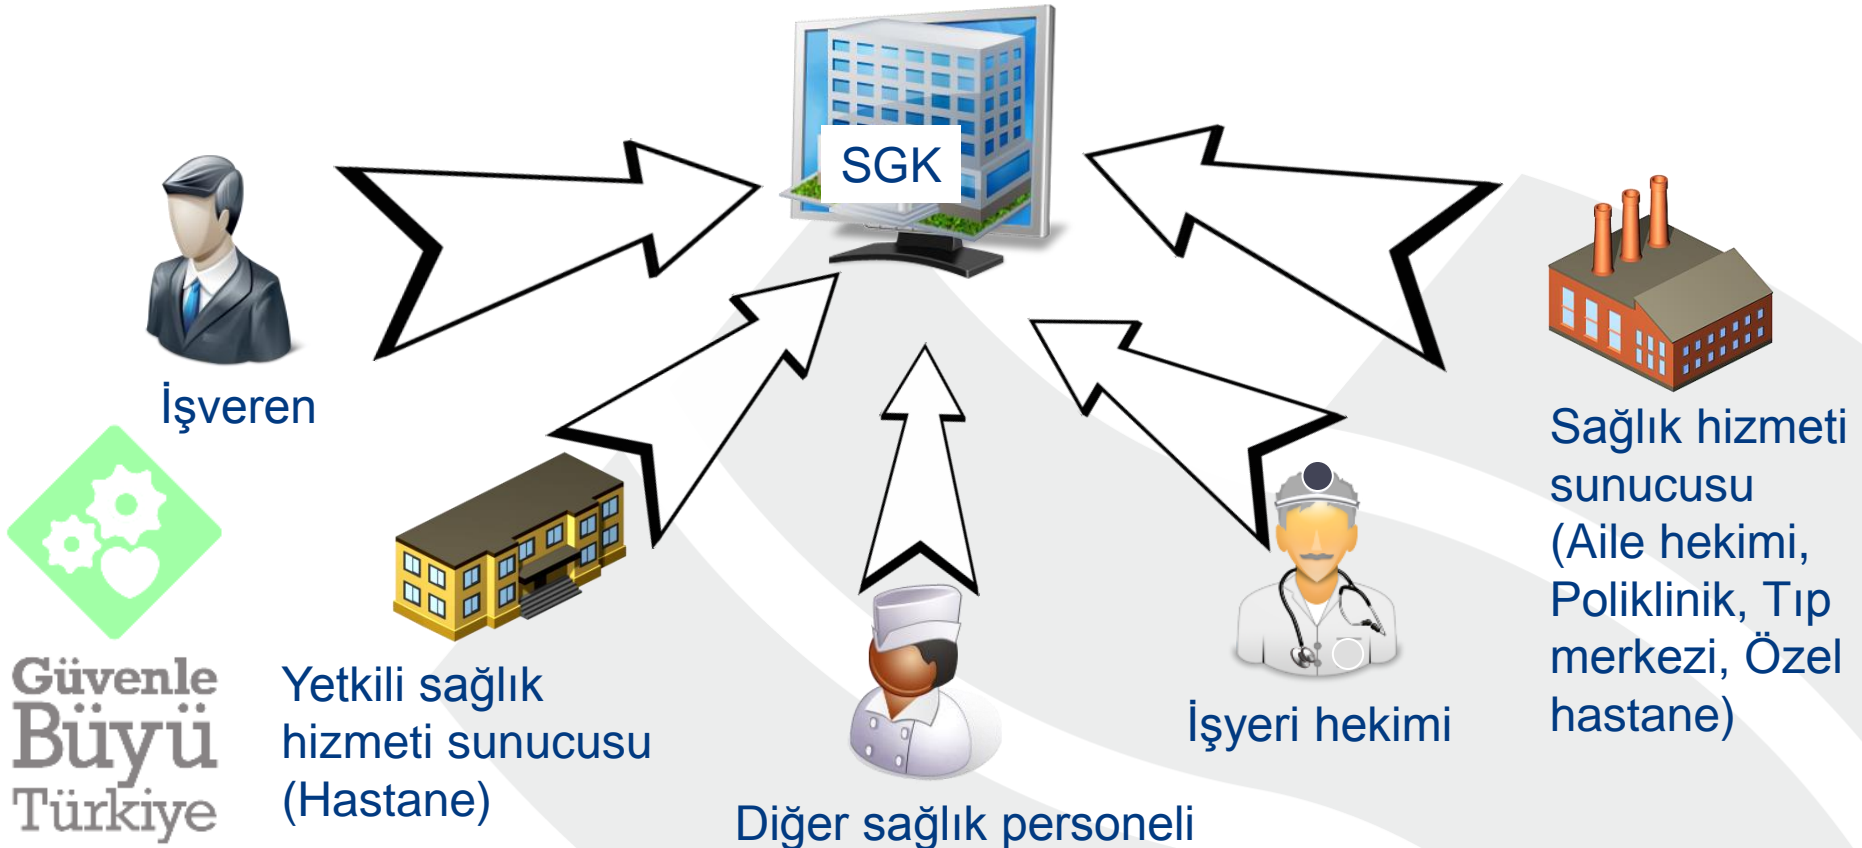 SGK
İşveren
Sağlık hizmeti
sunucusu
(Aile hekimi,
Poliklinik, Tıp
merkezi, Özel
hastane)
Güvenle
Büyü
Türkiye
Yetkili sağlık
hizmeti sunucusu
(Hastane)
İşyeri hekimi
Diğer sağlık personeli